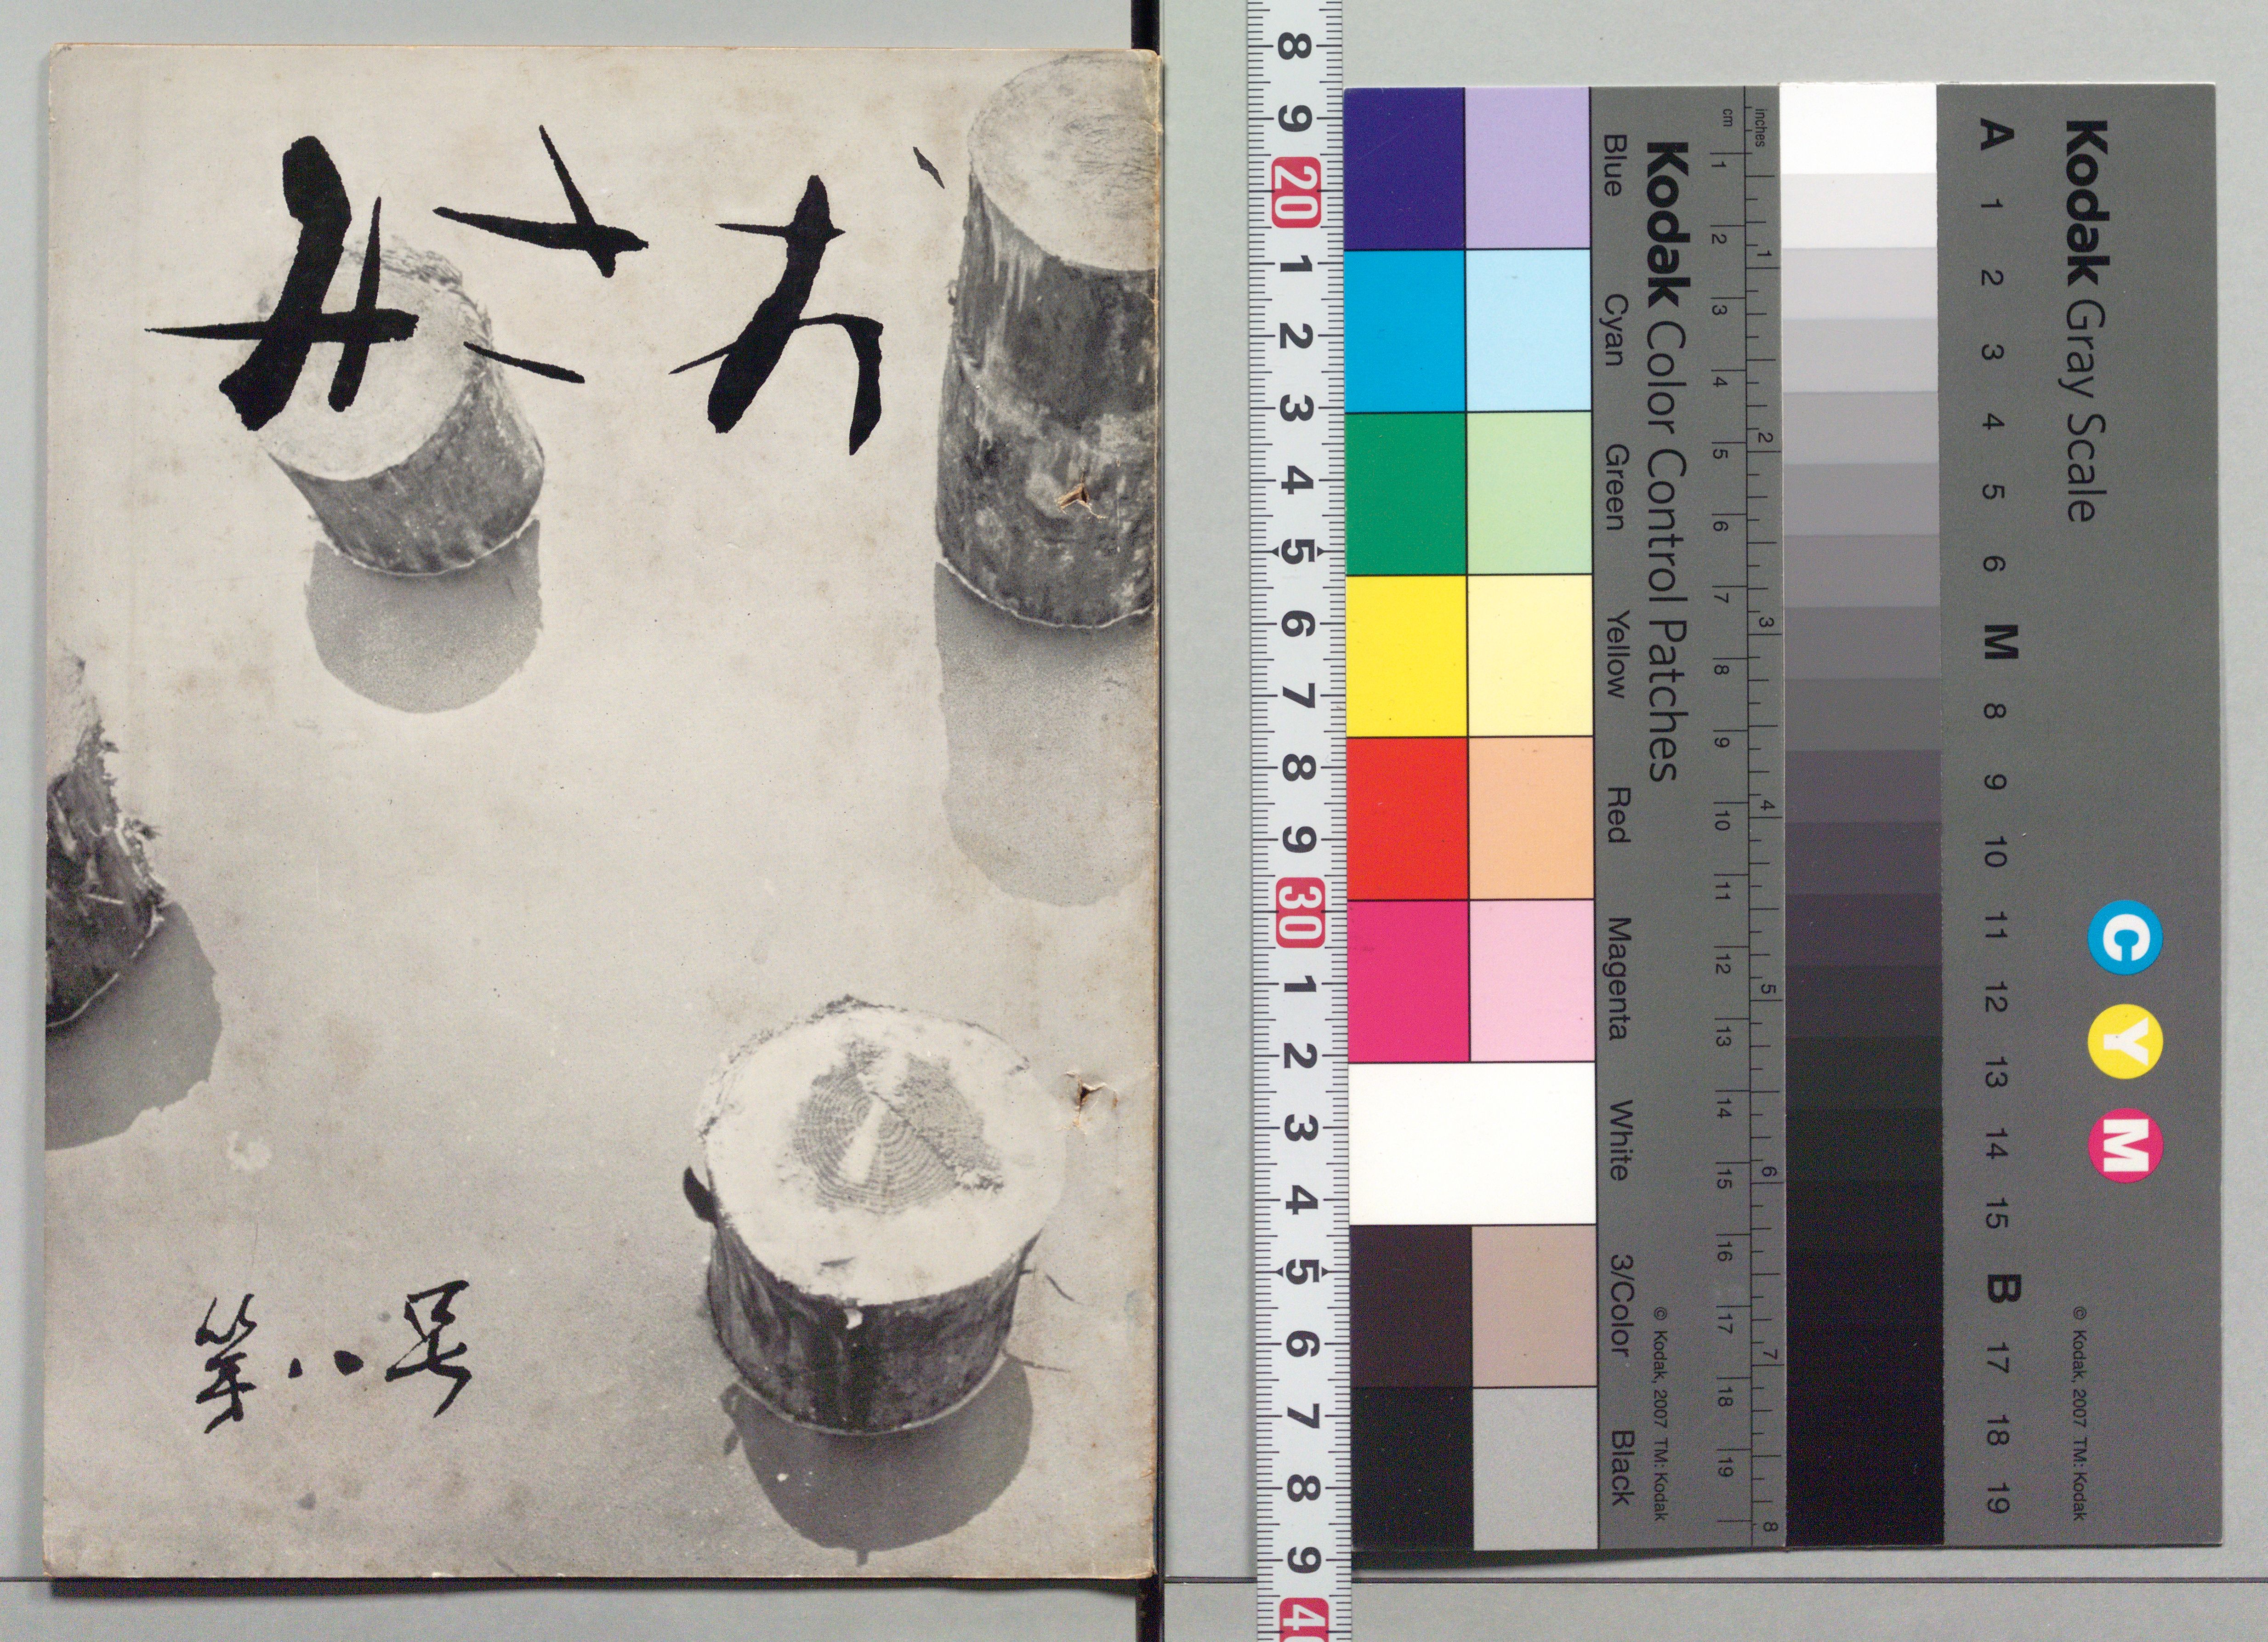 第八号
8 9 20 1 2 3 4 5 6 7 8 9 30 1 2 3 4 5 6 7 8 9 40
Kodak Color Control Patches
© Kodak, 2007 TM: Kodak
Blue Cyan Green Yellow Red Magenta White 3/Color Black
cm 1 2 3 4 5 6 7 8 9 10 11 12 13 14 15 16 17 18 19
inches 1 2 3 4 5 6 7 8
Kodak Gray Scale
C Y M
© Kodak, 2007 TM: Kodak
A 1 2 3 4 5 6 M 8 9 10 11 12 13 14 15 B 17 18 19